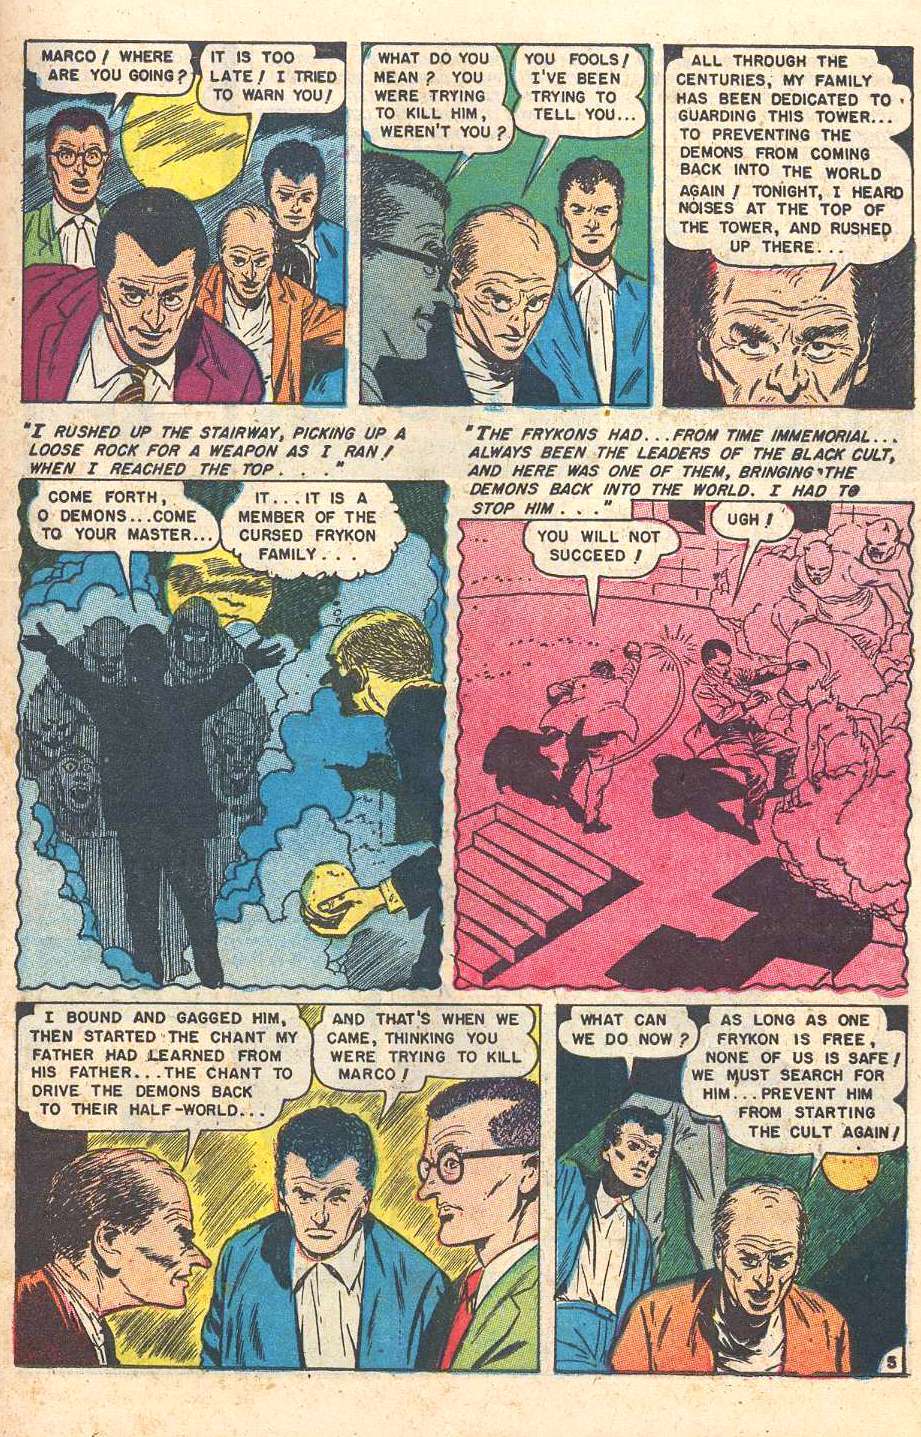 MARCO! WHERE
ARE YOU GOING?
IT IS TOO
LATE! I TRIED
TO WARN YOU!
WHAT DO YOU
MEAN? YOU
WERE TRYING
TO KILL HIM,
WEREN'T YOU?
YOU FOOLS!
I'VE BEEN
TRYING TO
TELL YOU...
ALL THROUGH THE
CENTURIES, MY FAMILY
HAS BEEN DEDICATED TO
GUARDING THIS TOWER...
TO PREVENTING THE
DEMONS FROM COMING
BACK INTO THE WORLD
AGAIN! TONIGHT, I HEARD
NOISES AT THE TOP OF
THE TOWER, AND RUSHED
UP THERE...
"I RUSHED UP THE STAIRWAY, PICKING UP A
LOOSE ROCK FOR A WEAPON AS I RAN!
WHEN I REACHED THE TOP . . . ."
COME FORTH,
O DEMONS...COME
TO YOUR MASTER...
IT...IT IS A
MEMBER OF THE
CURSED FRYKON
FAMILY . . .
"THE FRYKONS HAD...FROM TIME IMMEMORIAL...
ALWAYS BEEN THE LEADERS OF THE BLACK CULT,
AND HERE WAS ONE OF THEM, BRINGING THE
DEMONS BACK INTO THE WORLD. I HAD TO
STOP HIM . . ."
YOU WILL NOT
SUCCEED!
UGH!
I BOUND AND GAGGED HIM,
THEN STARTED THE CHANT MY
FATHER HAD LEARNED FROM
HIS FATHER...THE CHANT TO
DRIVE THE DEMONS BACK
TO THEIR HALF-WORLD...
AND THAT'S WHEN WE
CAME, THINKING YOU
WERE TRYING TO KILL
MARCO!
WHAT CAN
WE DO NOW?
AS LONG AS ONE
FRYKON IS FREE,
NONE OF US IS SAFE!
WE MUST SEARCH FOR
HIM...PREVENT HIM
FROM STARTING
THE CULT AGAIN!
5